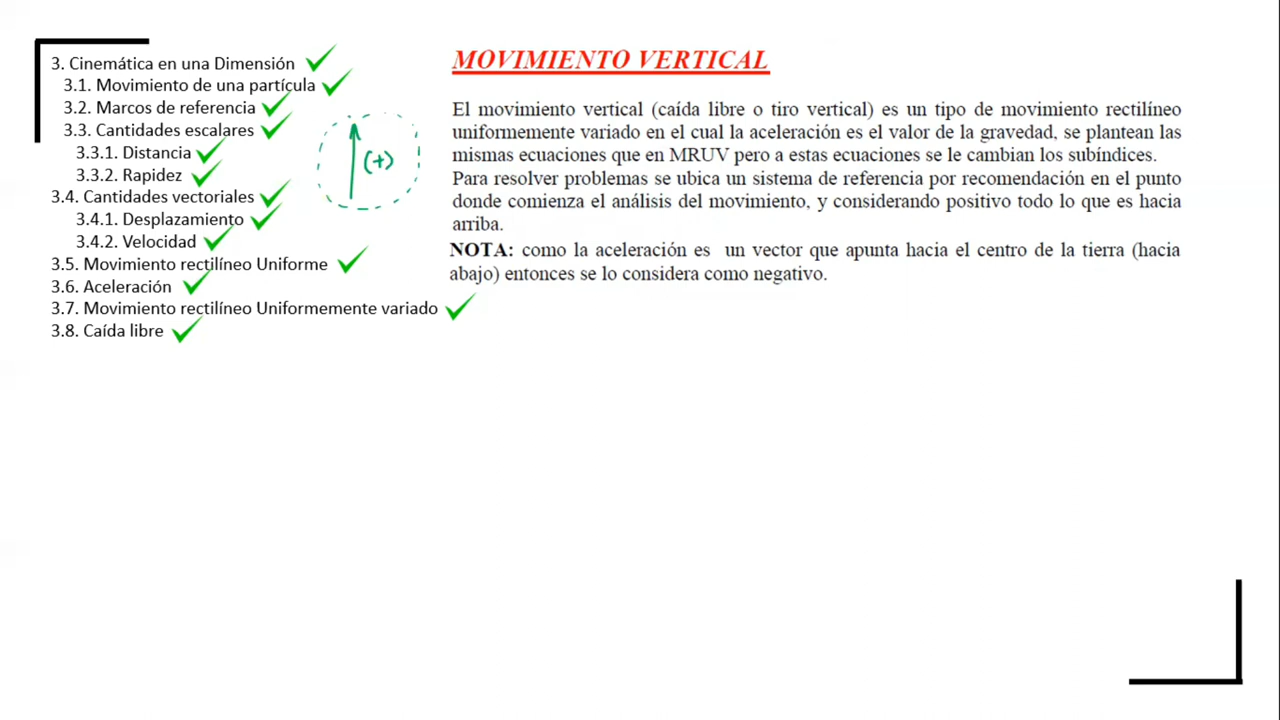 3. Cinemática en una Dimensión
3.1. Movimiento de una partícula
3.2. Marcos de referencia
3.3. Cantidades escalares
3.3.1. Distancia
3.3.2. Rapidez
3.4. Cantidades vectoriales
3.4.1. Desplazamiento
3.4.2. Velocidad
3.5. Movimiento rectilíneo Uniforme
3.6. Aceleración
3.7. Movimiento rectilíneo Uniformemente variado
3.8. Caída libre
(+)
MOVIMIENTO VERTICAL
El movimiento vertical (caída libre o tiro vertical) es un tipo de movimiento rectilíneo
uniformemente variado en el cual la aceleración es el valor de la gravedad, se plantean las
mismas ecuaciones que en MRUV pero a estas ecuaciones se le cambian los subíndices.
Para resolver problemas se ubica un sistema de referencia por recomendación en el punto
donde comienza el análisis del movimiento, y considerando positivo todo lo que es hacia
arriba.
NOTA: como la aceleración es un vector que apunta hacia el centro de la tierra (hacia
abajo) entonces se lo considera como negativo.